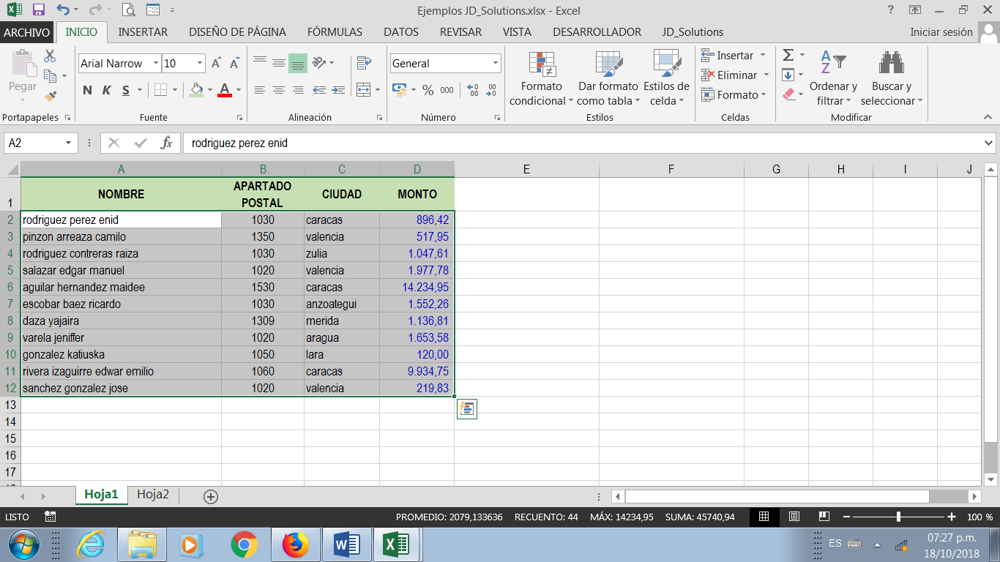 Ejemplos JD_Solutions.xlsx - Excel
?
ARCHIVO INICIO INSERTAR DISEÑO DE PÁGINA FÓRMULAS DATOS REVISAR VISTA DESARROLLADOR JD_Solutions Iniciar sesión
Pegar
Portapapeles
Arial Narrow 10 A A
N K S A
Fuente
Alineación
General
% 000 ,0 ,00 ,00 ,0
Número
Formato condicional
Dar formato como tabla
Estilos de celda
Estilos
Insertar
Eliminar
Formato
Celdas
Σ
A Z
Ordenar y filtrar
Buscar y seleccionar
Modificar
A2 fx rodriguez perez enid
A B C D E F G H I J
1 NOMBRE APARTADO POSTAL CIUDAD MONTO
2 rodriguez perez enid 1030 caracas 896,42
3 pinzon arreaza camilo 1350 valencia 517,95
4 rodriguez contreras raiza 1030 zulia 1.047,61
5 salazar edgar manuel 1020 valencia 1.977,78
6 aguilar hernandez maidee 1530 caracas 14.234,95
7 escobar baez ricardo 1030 anzoategui 1.552,26
8 daza yajaira 1309 merida 1.136,81
9 varela jeniffer 1020 aragua 1.653,58
10 gonzalez katiuska 1050 lara 120,00
11 rivera izaguirre edwar emilio 1060 caracas 9.934,75
12 sanchez gonzalez jose 1020 valencia 219,83
13
14
15
16
17
Hoja1 Hoja2
LISTO PROMEDIO: 2079,133636 RECUENTO: 44 MÁX: 14234,95 SUMA: 45740,94 100 %
ES 07:27 p.m.
18/10/2018